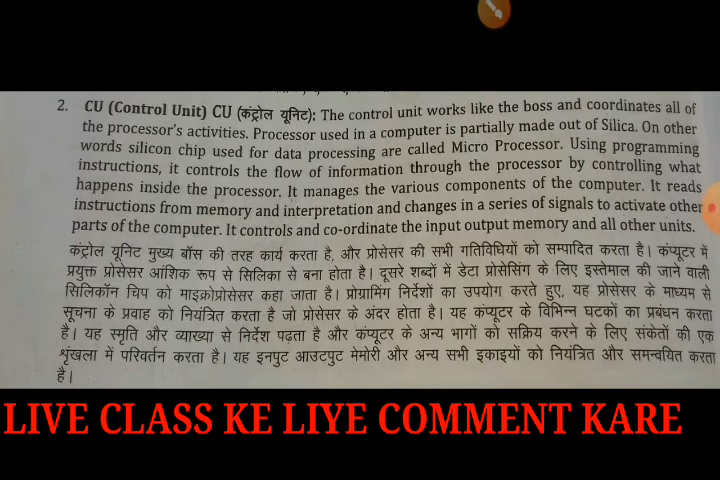 2. CU (Control Unit) CU (कंट्रोल यूनिट): The control unit works like the boss and coordinates all of
the processor's activities. Processor used in a computer is partially made out of Silica. On other
words silicon chip used for data processing are called Micro Processor. Using programming
instructions, it controls the flow of information through the processor by controlling what
happens inside the processor. It manages the various components of the computer. It reads
instructions from memory and interpretation and changes in a series of signals to activate other
parts of the computer. It controls and co-ordinate the input output memory and all other units.
कंट्रोल यूनिट मुख्य बॉस की तरह कार्य करता है, और प्रोसेसर की सभी गतिविधियों को सम्पादित करता है। कंप्यूटर में
प्रयुक्त प्रोसेसर आंशिक रूप से सिलिका से बना होता है। दूसरे शब्दों में डेटा प्रोसेसिंग के लिए इस्तेमाल की जाने वाली
सिलिकॉन चिप को माइक्रोप्रोसेसर कहा जाता है। प्रोग्रामिंग निर्देशों का उपयोग करते हुए, यह प्रोसेसर के माध्यम से
सूचना के प्रवाह को नियंत्रित करता है जो प्रोसेसर के अंदर होता है। यह कंप्यूटर के विभिन्न घटकों का प्रबंधन करता
है। यह स्मृति और व्याख्या से निर्देश पढ़ता है और कंप्यूटर के अन्य भागों को सक्रिय करने के लिए संकेतों की एक
श्रृंखला में परिवर्तन करता है। यह इनपुट आउटपुट मेमोरी और अन्य सभी इकाइयों को नियंत्रित और समन्वयित करता
है।
LIVE CLASS KE LIYE COMMENT KARE